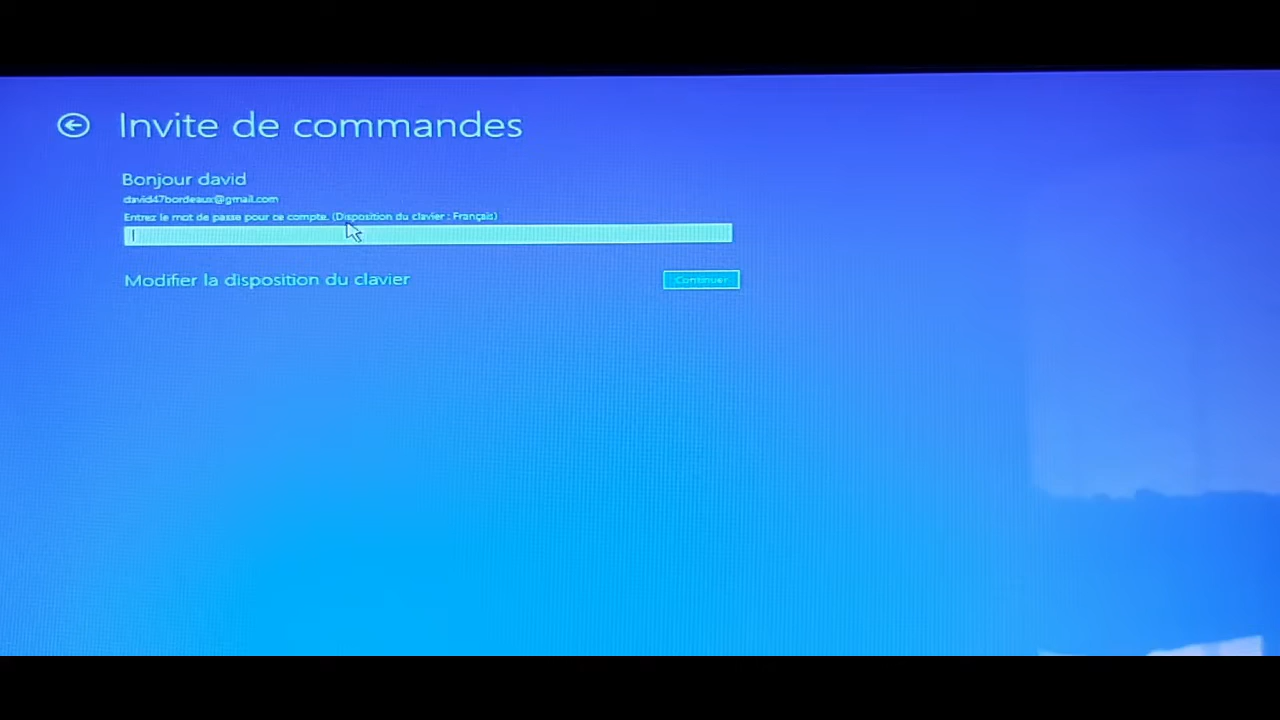 Invite de commandes
Bonjour david
david47bordeaux@gmail.com
Entrez le mot de passe pour ce compte. (Disposition du clavier : Français)
Modifier la disposition du clavier
Continuer